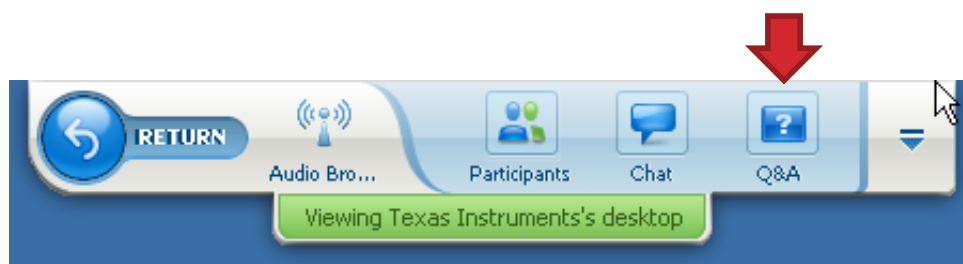 RETURN
Audio Bro...
Participants
Chat
?
Q&A
Viewing Texas Instruments's desktop